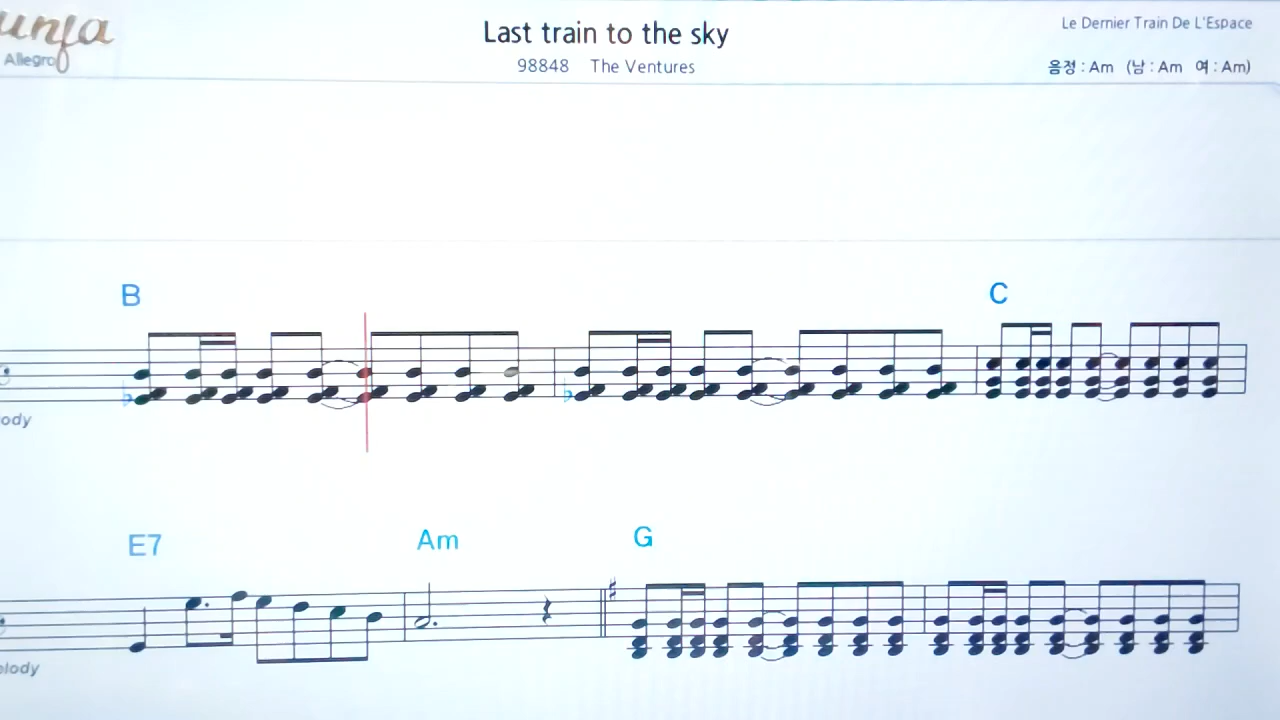 Last train to the sky
Le Dernier Train De L'Espace
Allegro
98848 The Ventures
음정 : Am (남 : Am 여 : Am)
B C
E7 Am G